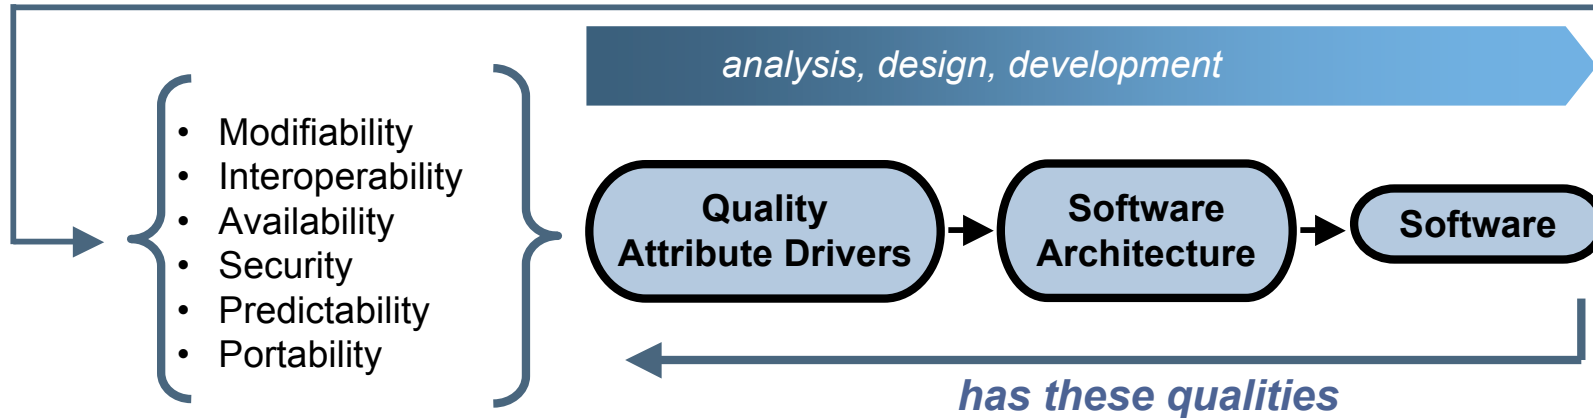 analysis, design, development
• Modifiability
• Interoperability
• Availability
• Security
• Predictability
• Portability
Quality
Attribute Drivers
Software
Architecture
Software
has these qualities